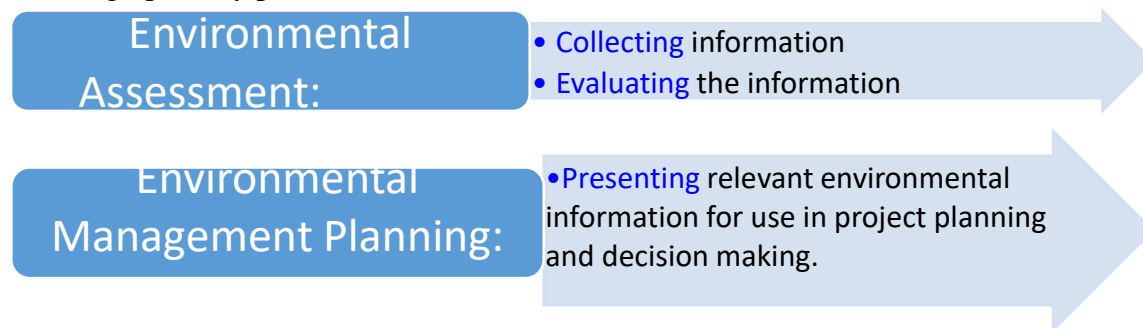 Environmental
Assessment:
• Collecting information
• Evaluating the information
Environmental
Management Planning:
•Presenting relevant environmental
information for use in project planning
and decision making.